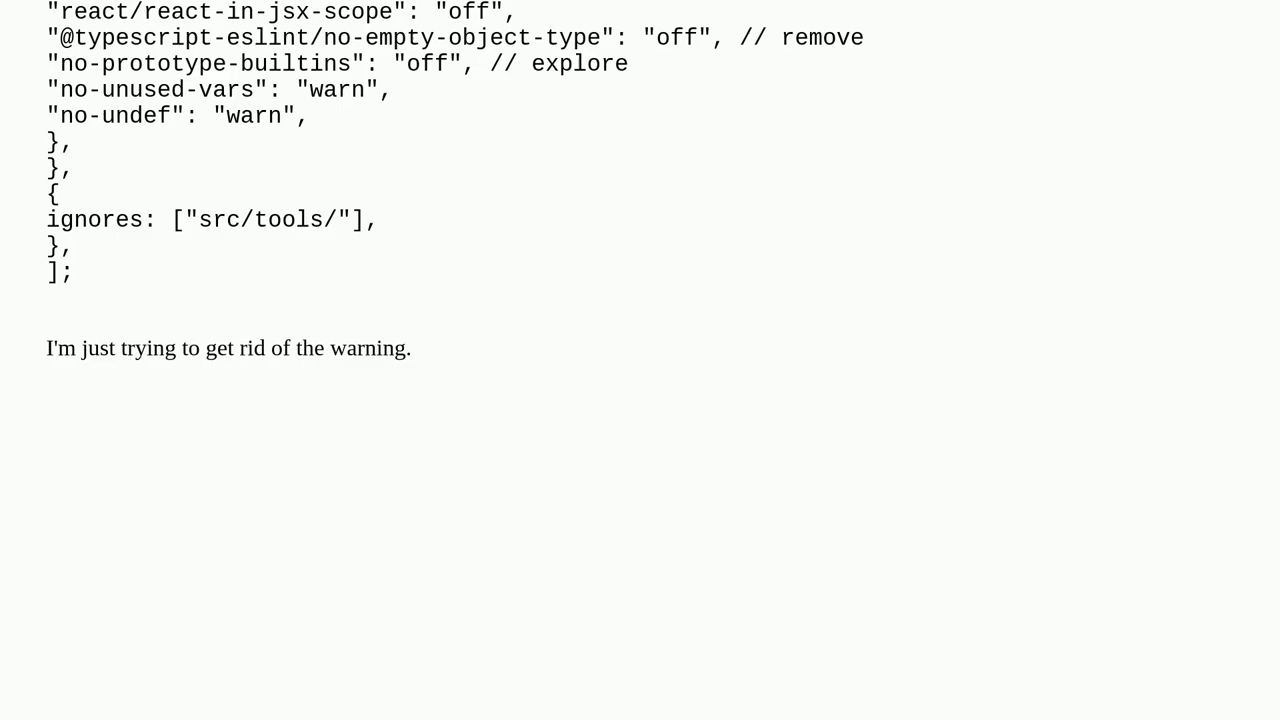 "react/react-in-jsx-scope": "off",
"@typescript-eslint/no-empty-object-type": "off", // remove
"no-prototype-builtins": "off", // explore
"no-unused-vars": "warn",
"no-undef": "warn",
},
},
{
ignores: ["src/tools/"],
},
];
I'm just trying to get rid of the warning.